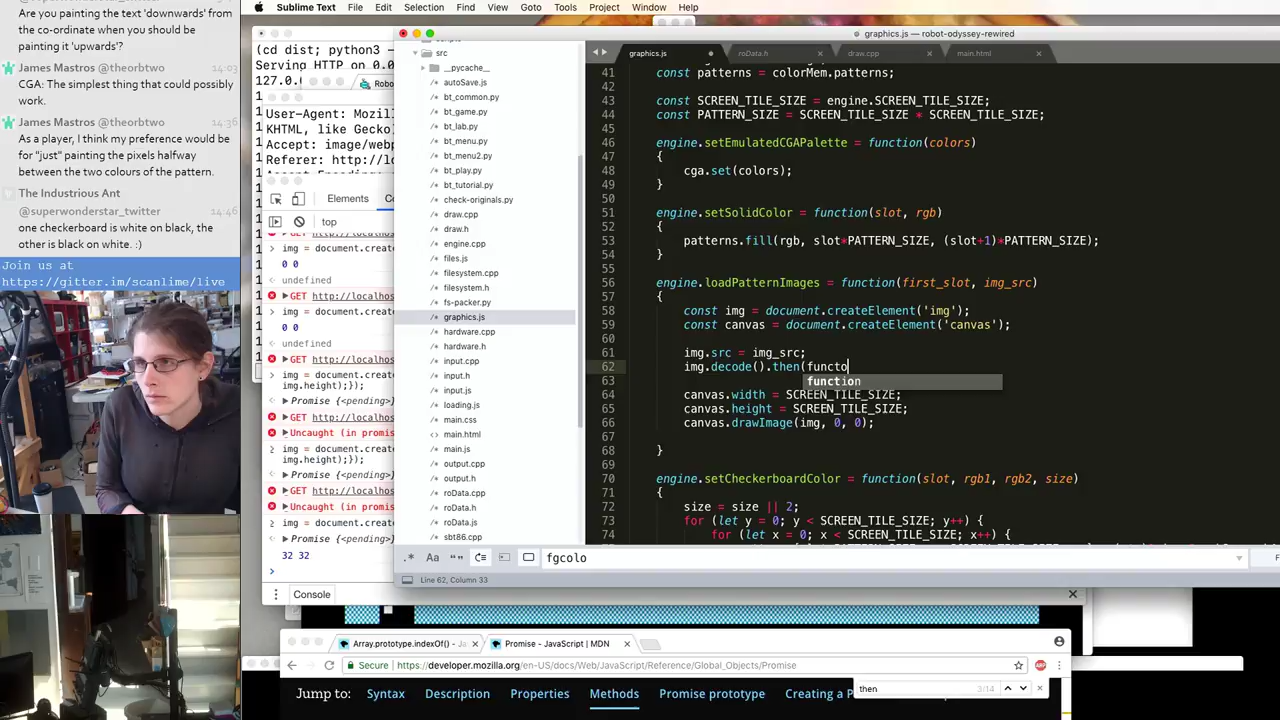 Sublime Text File Edit Selection Find View Goto Tools Project Window Help
Are you painting the text 'downwards' from
the co-ordinate when you should be
painting it 'upwards'?
James Mastros @theorbtwo 14:03
CGA: The simplest thing that could possibly
work.
James Mastros @theorbtwo 14:36
As a player, I think my preference would be
for "just" painting the pixels halfway
between the two colours of the pattern.
The Industrious Ant
@superwonderstar_twitter 14:46
one checkerboard is white on black, the
other is black on white. :)
Join us at
https://gitter.im/scanlime/live
(cd dist; python3 —
Serving HTTP on 0.0
127.0.
Robo
User-Agent: Mozil
KHTML, like Gecko)
Accept: image/webp
Referer: http://lo
Elements Co
top
GET http://localhos
img = document.create
0 0
undefined
GET http://localhos
img = document.create
0 0
undefined
GET http://localhos
img = document.create
img.height);});
Promise {<pending>
GET http://localhos
Uncaught (in promis
img = document.create
img.height);});
Promise {<pending>
GET http://localhos
Uncaught (in promis
img = document.create
Promise {<pending>
32 32
Console
graphics.js — robot-odyssey-rewired
src
__pycache__
autoSave.js
bt_common.py
bt_game.py
bt_lab.py
bt_menu.py
bt_menu2.py
bt_play.py
bt_tutorial.py
check-originals.py
draw.cpp
draw.h
engine.cpp
files.js
filesystem.cpp
filesystem.h
fs-packer.py
graphics.js
hardware.cpp
hardware.h
input.cpp
input.h
input.js
loading.js
main.css
main.html
main.js
output.cpp
output.h
roData.cpp
roData.h
roData.js
sbt86.cpp
graphics.js roData.h draw.cpp main.html
41 const patterns = colorMem.patterns;
42
43 const SCREEN_TILE_SIZE = engine.SCREEN_TILE_SIZE;
44 const PATTERN_SIZE = SCREEN_TILE_SIZE * SCREEN_TILE_SIZE;
45
46 engine.setEmulatedCGAPalette = function(colors)
47 {
48 cga.set(colors);
49 }
50
51 engine.setSolidColor = function(slot, rgb)
52 {
53 patterns.fill(rgb, slot*PATTERN_SIZE, (slot+1)*PATTERN_SIZE);
54 }
55
56 engine.loadPatternImages = function(first_slot, img_src)
57 {
58 const img = document.createElement('img');
59 const canvas = document.createElement('canvas');
60
61 img.src = img_src;
62 img.decode().then(functo
function
63
64 canvas.width = SCREEN_TILE_SIZE;
65 canvas.height = SCREEN_TILE_SIZE;
66 canvas.drawImage(img, 0, 0);
67
68 }
69
70 engine.setCheckerboardColor = function(slot, rgb1, rgb2, size)
71 {
72 size = size || 2;
73 for (let y = 0; y < SCREEN_TILE_SIZE; y++) {
74 for (let x = 0; x < SCREEN_TILE_SIZE; x++) {
.* Aa "" fgcolo
Line 62, Column 33
Array.prototype.indexOf() - Ja Promise - JavaScript | MDN
Secure https://developer.mozilla.org/en-US/docs/Web/JavaScript/Reference/Global_Objects/Promise
Jump to: Syntax Description Properties Methods Promise prototype Creating a P
then 3/14